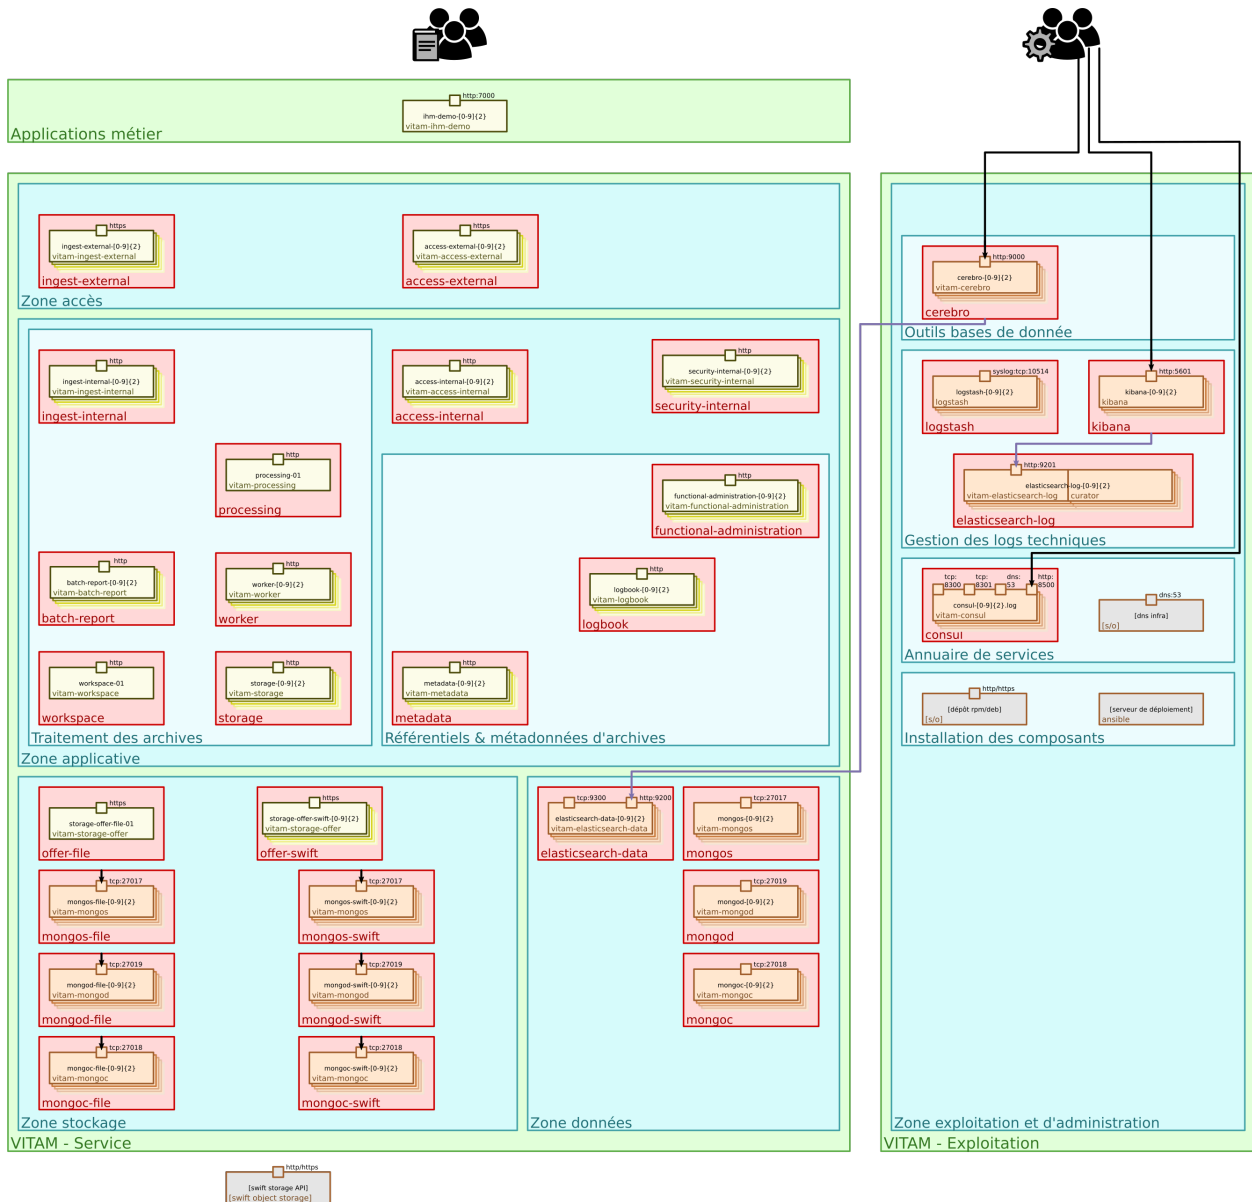 http:7000
ihm-demo-[0-9]{2}
vitam-ihm-demo
Applications métier
https
ingest-external-[0-9]{2}
vitam-ingest-external
ingest-external
https
access-external-[0-9]{2}
vitam-access-external
access-external
Zone accès
http
ingest-internal-[0-9]{2}
vitam-ingest-internal
ingest-internal
http
access-internal-[0-9]{2}
vitam-access-internal
access-internal
http
security-internal-[0-9]{2}
vitam-security-internal
security-internal
http
processing-01
vitam-processing
processing
http
functional-administration-[0-9]{2}
vitam-functional-administration
functional-administration
http
batch-report-[0-9]{2}
vitam-batch-report
batch-report
http
worker-[0-9]{2}
vitam-worker
worker
http
logbook-[0-9]{2}
vitam-logbook
logbook
http
workspace-01
vitam-workspace
workspace
http
storage-[0-9]{2}
vitam-storage
storage
http
metadata-[0-9]{2}
vitam-metadata
metadata
Traitement des archives
Référentiels & métadonnées d'archives
Zone applicative
https
storage-offer-file-01
vitam-storage-offer
offer-file
https
storage-offer-swift-[0-9]{2}
vitam-storage-offer
offer-swift
tcp:27017
mongos-file-[0-9]{2}
vitam-mongos
mongos-file
tcp:27017
mongos-swift-[0-9]{2}
vitam-mongos
mongos-swift
tcp:27019
mongod-file-[0-9]{2}
vitam-mongod
mongod-file
tcp:27019
mongod-swift-[0-9]{2}
vitam-mongod
mongod-swift
tcp:27018
mongoc-file-[0-9]{2}
vitam-mongoc
mongoc-file
tcp:27018
mongoc-swift-[0-9]{2}
vitam-mongoc
mongoc-swift
Zone stockage
tcp:9300
http:9200
elasticsearch-data-[0-9]{2}
vitam-elasticsearch-data
elasticsearch-data
tcp:27017
mongos-[0-9]{2}
vitam-mongos
mongos
tcp:27019
mongod-[0-9]{2}
vitam-mongod
mongod
tcp:27018
mongoc-[0-9]{2}
vitam-mongoc
mongoc
Zone données
VITAM - Service
http/https
[swift storage API]
[swift object storage]
http:9000
cerebro-[0-9]{2}
vitam-cerebro
cerebro
Outils bases de donnée
syslog:tcp:10514
logstash-[0-9]{2}
logstash
logstash
http:5601
kibana-[0-9]{2}
kibana
kibana
http:9201
elasticsearch-log-[0-9]{2}
vitam-elasticsearch-log
curator
elasticsearch-log
Gestion des logs techniques
tcp:
8300
tcp:
8301
dns:
53
http:
8500
consul-[0-9]{2}.log
vitam-consul
consul
dns:53
[dns infra]
[s/o]
Annuaire de services
http/https
[dépôt rpm/deb]
[s/o]
[serveur de déploiement]
ansible
Installation des composants
Zone exploitation et d'administration
VITAM - Exploitation